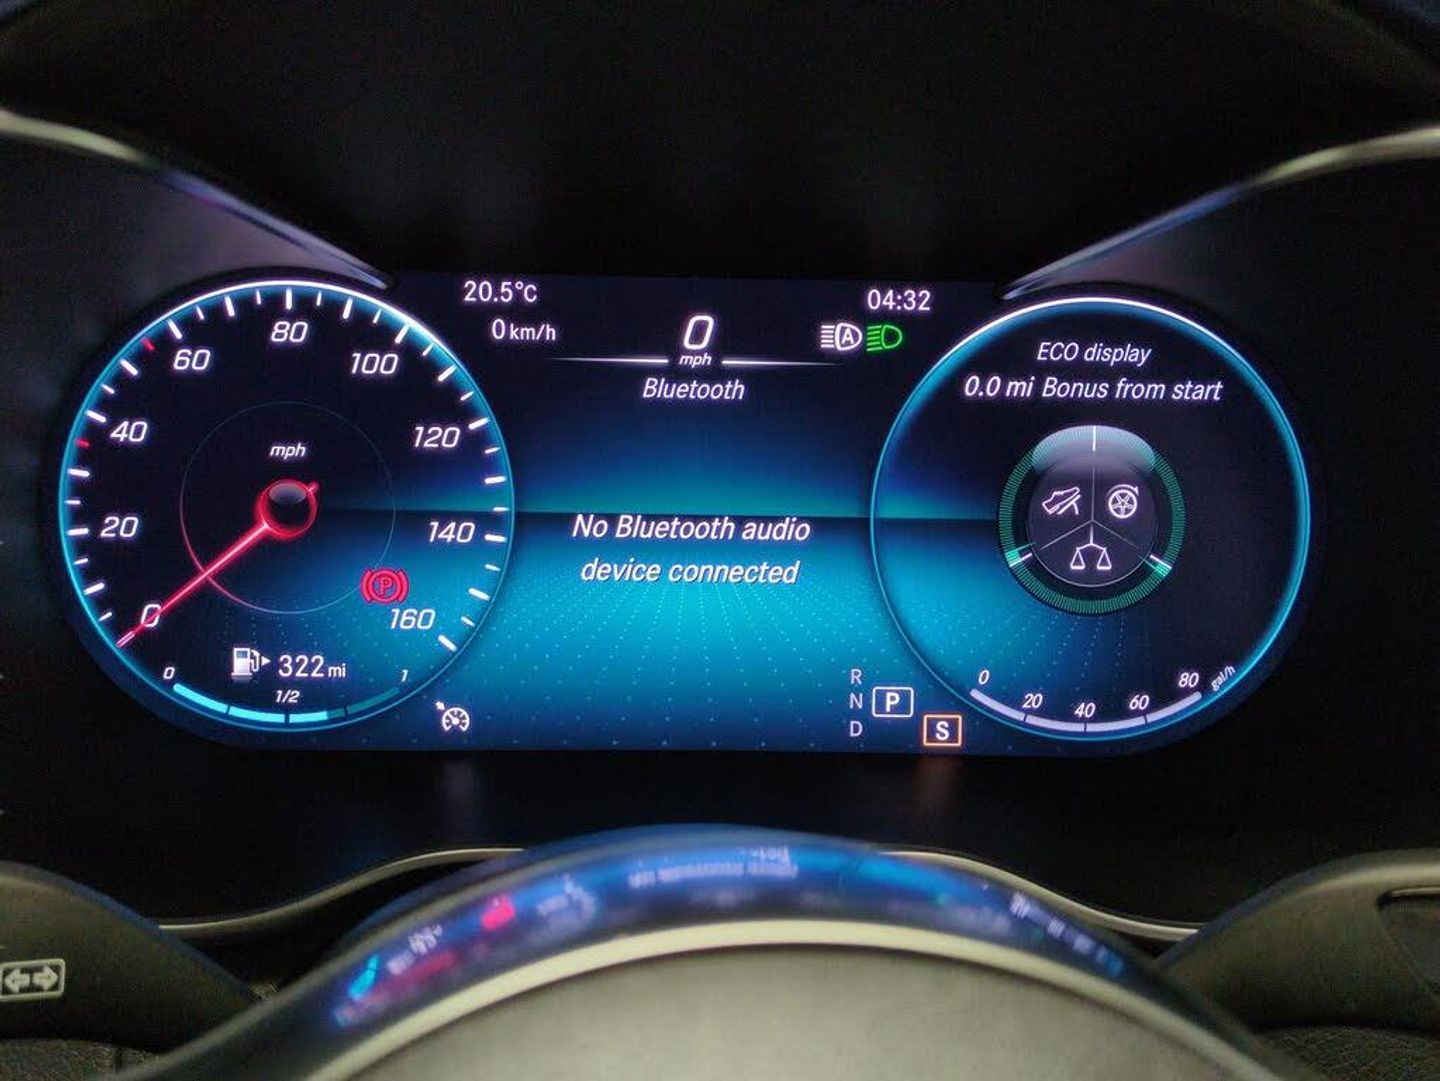 20.5°C
04:32
0 km/h
0
mph
A
Bluetooth
80
60
100
40
120
mph
20
140
P
0
160
322 mi
0
1/2
1
No Bluetooth audio
device connected
ECO display
0.0 mi Bonus from start
R
N
P
D
S
0
20
40
60
80
gal/h